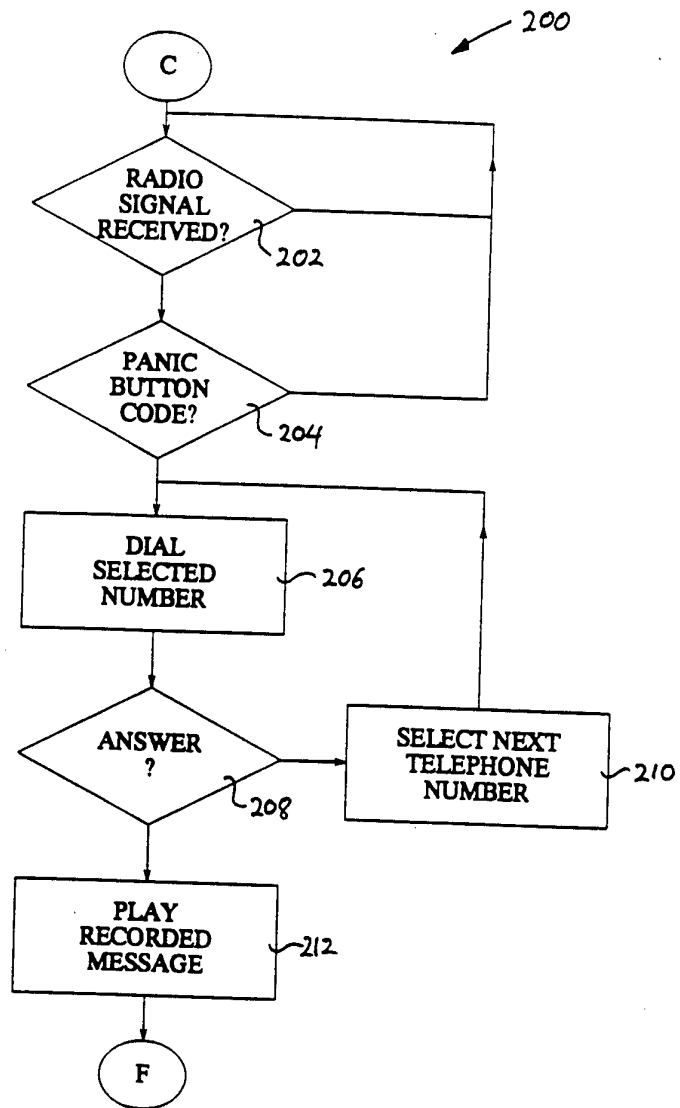 200
C
RADIO
SIGNAL
RECEIVED?
202
PANIC
BUTTON
CODE?
204
DIAL
SELECTED
NUMBER
206
ANSWER
?
208
SELECT NEXT
TELEPHONE
NUMBER
210
PLAY
RECORDED
MESSAGE
212
F